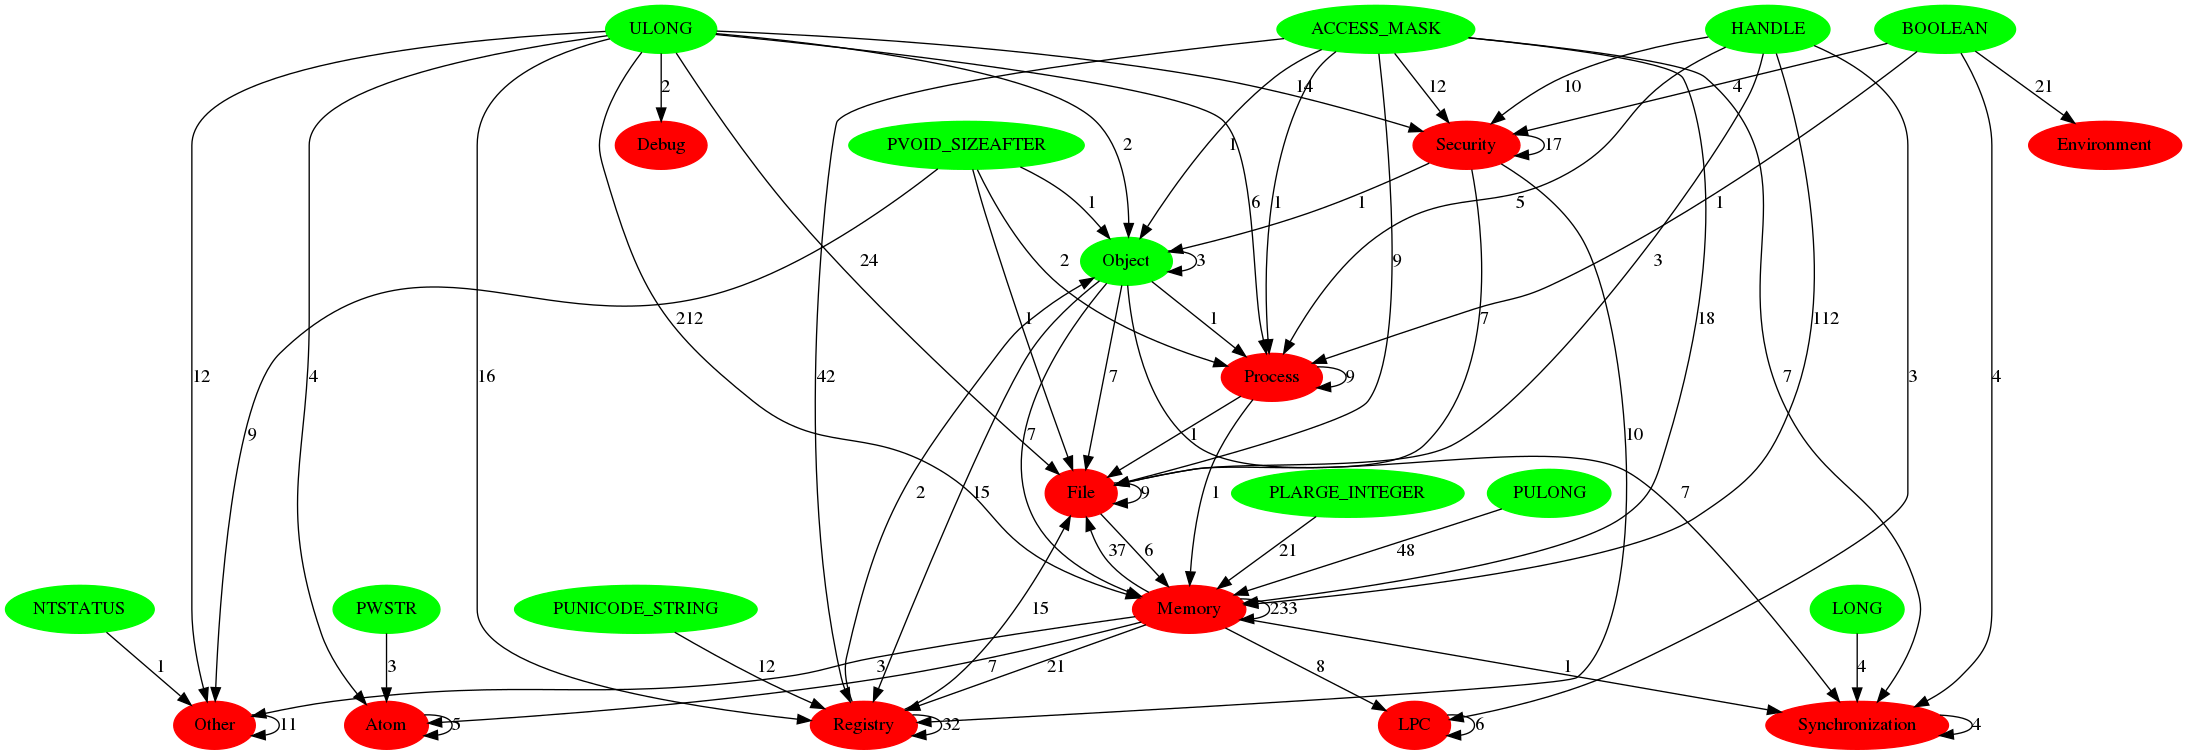 ULONG
ACCESS_MASK
HANDLE
BOOLEAN
2
14
12
10
4
21
Debug
PVOID_SIZEAFTER
Security
17
Environment
2
1
1
6
1
1
5
1
24
2
Object
3
9
3
212
1
1
7
18
112
12
4
16
42
9
7
1
Process
9
7
3
4
1
10
2
15
7
File
9
1
PLARGE_INTEGER
PULONG
7
15
37
6
21
48
NTSTATUS
PWSTR
PUNICODE_STRING
Memory
233
LONG
1
3
12
3
7
21
8
1
4
Other
11
Atom
5
Registry
32
LPC
6
Synchronization
4